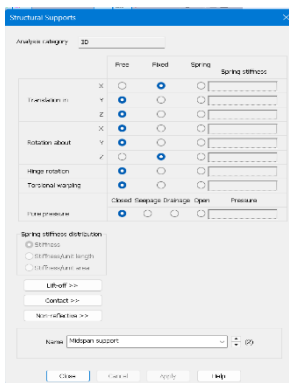 Structural Supports
Analysis category 3D
Free Fixed Spring
Spring stiffness
X
Translation in Y
Z
X
Rotation about Y
Z
Hinge rotation
Torsional warping
Closed Seepage Drainage Open Pressure
Pore pressure
Spring stiffness distribution
Stiffness
Stiffness/unit length
Stiffness/unit area
Lift-off >>
Contact >>
Non-reflective >>
Name Midspan support (2)
Close Cancel Apply Help